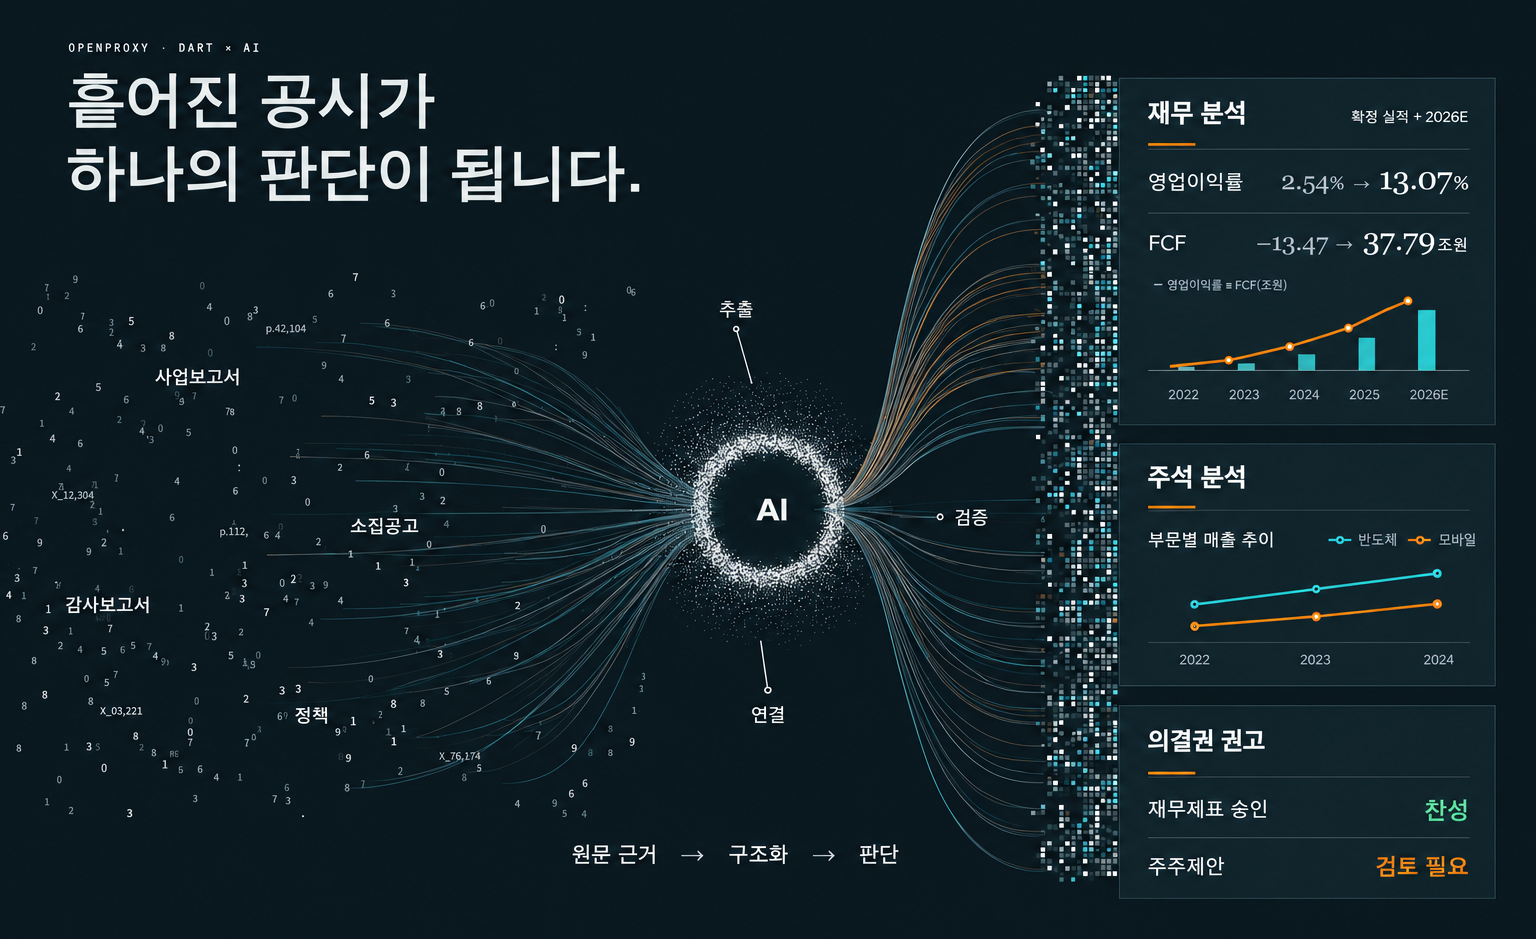 OPENPROXY · DART × AI
흩어진 공시가
하나의 판단이 됩니다.
p.42,104
사업보고서
X_12,304
p.112,
소집공고
감사보고서
X_03,221
정책
X_76,174
추출
AI
검증
연결
원문 근거 → 구조화 → 판단
재무 분석
확정 실적 + 2026E
영업이익률 2.54% → 13.07%
FCF −13.47 → 37.79조원
영업이익률 FCF(조원)
2022 2023 2024 2025 2026E
주석 분석
부문별 매출 추이 반도체 모바일
2022 2023 2024
의결권 권고
재무제표 승인 찬성
주주제안 검토 필요